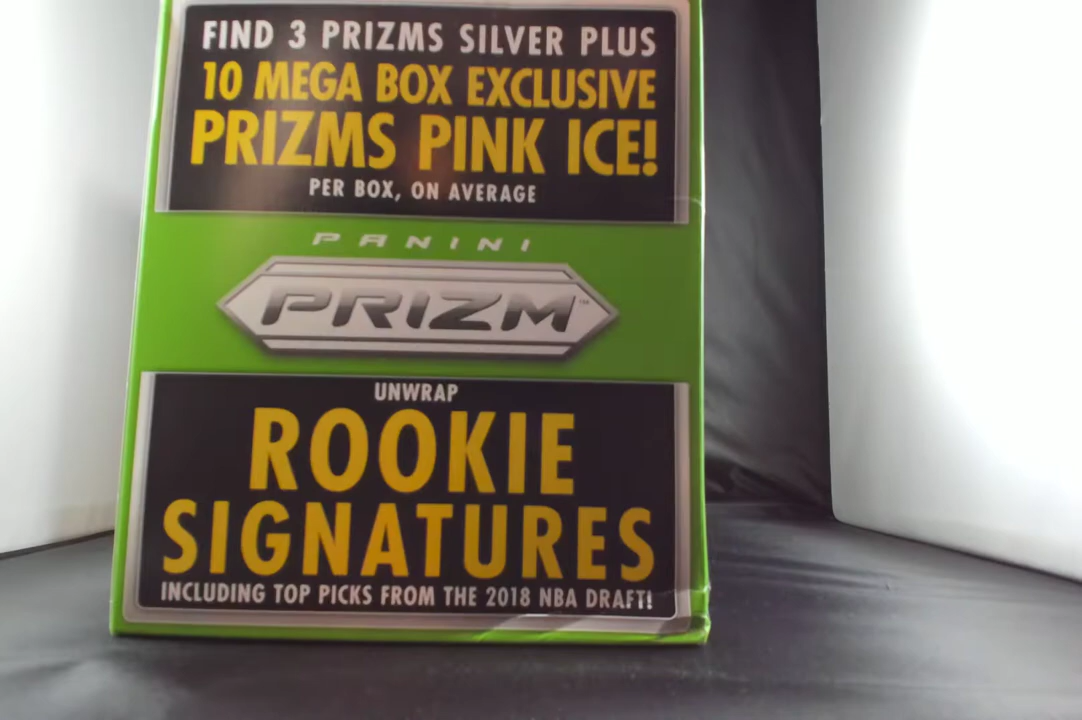 FIND 3 PRIZMS SILVER PLUS
10 MEGA BOX EXCLUSIVE
PRIZMS PINK ICE!
PER BOX, ON AVERAGE
PANINI
PRIZM™
UNWRAP
ROOKIE
SIGNATURES
INCLUDING TOP PICKS FROM THE 2018 NBA DRAFT!